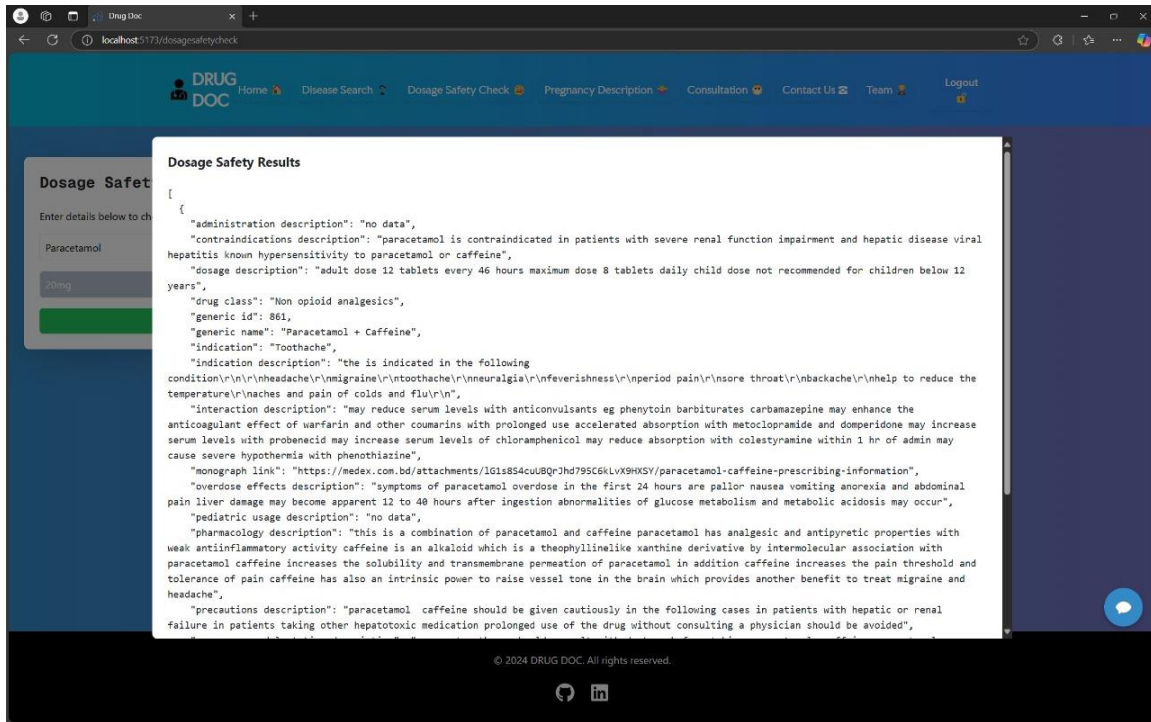 Drug Doc
localhost:5173/dosagesafetycheck
DRUG DOC
Home
Disease Search
Dosage Safety Check
Pregnancy Description
Consultation
Contact Us
Team
Logout
Dosage Safet
Enter details below to ch
Paracetamol
20mg
Dosage Safety Results
[
{
"administration description": "no data",
"contraindications description": "paracetamol is contraindicated in patients with severe renal function impairment and hepatic disease viral
hepatitis known hypersensitivity to paracetamol or caffeine",
"dosage description": "adult dose 12 tablets every 46 hours maximum dose 8 tablets daily child dose not recommended for children below 12
years",
"drug class": "Non opioid analgesics",
"generic id": 861,
"generic name": "Paracetamol + Caffeine",
"indication": "Toothache",
"indication description": "the is indicated in the following
condition\r\n\r\nheadache\r\nmigraine\r\ntoothache\r\nneuralgia\r\nfeverishness\r\nperiod pain\r\nsore throat\r\nbackache\r\nhelp to reduce the
temperature\r\naches and pain of colds and flu\r\n",
"interaction description": "may reduce serum levels with anticonvulsants eg phenytoin barbiturates carbamazepine may enhance the
anticoagulant effect of warfarin and other coumarins with prolonged use accelerated absorption with metoclopramide and domperidone may increase
serum levels with probenecid may increase serum levels of chloramphenicol may reduce absorption with colestyramine within 1 hr of admin may
cause severe hypothermia with phenothiazine",
"monograph link": "https://medex.com.bd/attachments/lG1s8S4cuUBQrJhd795C6kLvX9HXSY/paracetamol-caffeine-prescribing-information",
"overdose effects description": "symptoms of paracetamol overdose in the first 24 hours are pallor nausea vomiting anorexia and abdominal
pain liver damage may become apparent 12 to 40 hours after ingestion abnormalities of glucose metabolism and metabolic acidosis may occur",
"pediatric usage description": "no data",
"pharmacology description": "this is a combination of paracetamol and caffeine paracetamol has analgesic and antipyretic properties with
weak antiinflammatory activity caffeine is an alkaloid which is a theophyllinelike xanthine derivative by intermolecular association with
paracetamol caffeine increases the solubility and transmembrane permeation of paracetamol in addition caffeine increases the pain threshold and
tolerance of pain caffeine has also an intrinsic power to raise vessel tone in the brain which provides another benefit to treat migraine and
headache",
"precautions description": "paracetamol  caffeine should be given cautiously in the following cases in patients with hepatic or renal
failure in patients taking other hepatotoxic medication prolonged use of the drug without consulting a physician should be avoided",
© 2024 DRUG DOC. All rights reserved.